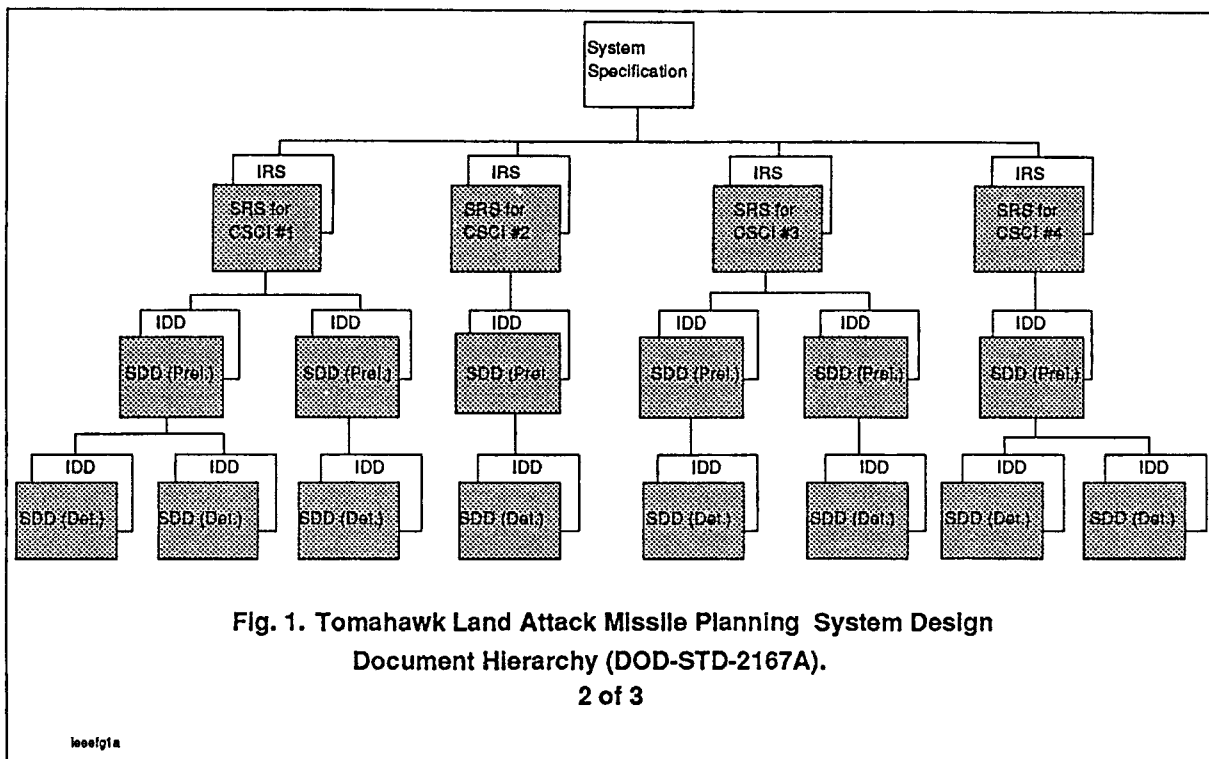 System
Specification
IRS
IRS
IRS
IRS
SRS for
CSCI #1
SRS for
CSCI #2
SRS for
CSCI #3
SRS for
CSCI #4
IDD
IDD
IDD
IDD
IDD
IDD
SDD (Prel.)
SDD (Prel.)
SDD (Prel.
SDD (Prel.)
SDD (Prel.)
SDD (Prel.)
IDD
IDD
IDD
IDD
IDD
IDD
IDD
IDD
SDD (Det.)
SDD (Det.)
SDD (Det.)
SDD (Det.)
SDD (Det.)
SDD (Det.)
SDD (Det.)
SDD (Det.)
Fig. 1. Tomahawk Land Attack Missile Planning System Design
Document Hierarchy (DOD-STD-2167A).
2 of 3
ieeefg1a